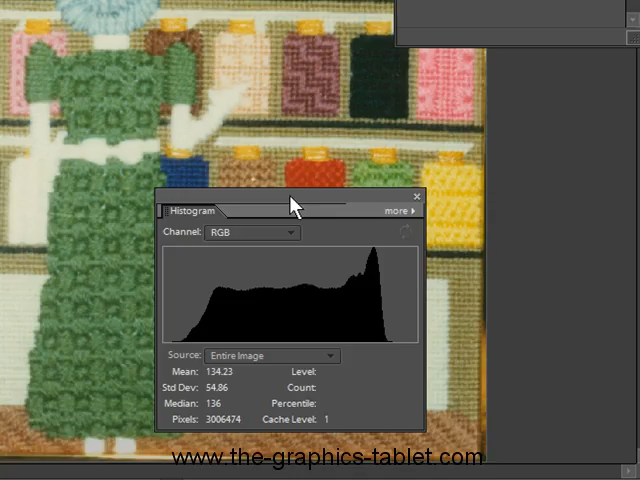 Histogram
more
Channel: RGB
Source: Entire Image
Mean: 134.23 Level:
Std Dev: 54.86 Count:
Median: 136 Percentile:
Pixels: 3006474 Cache Level: 1
www.the-graphics-tablet.com